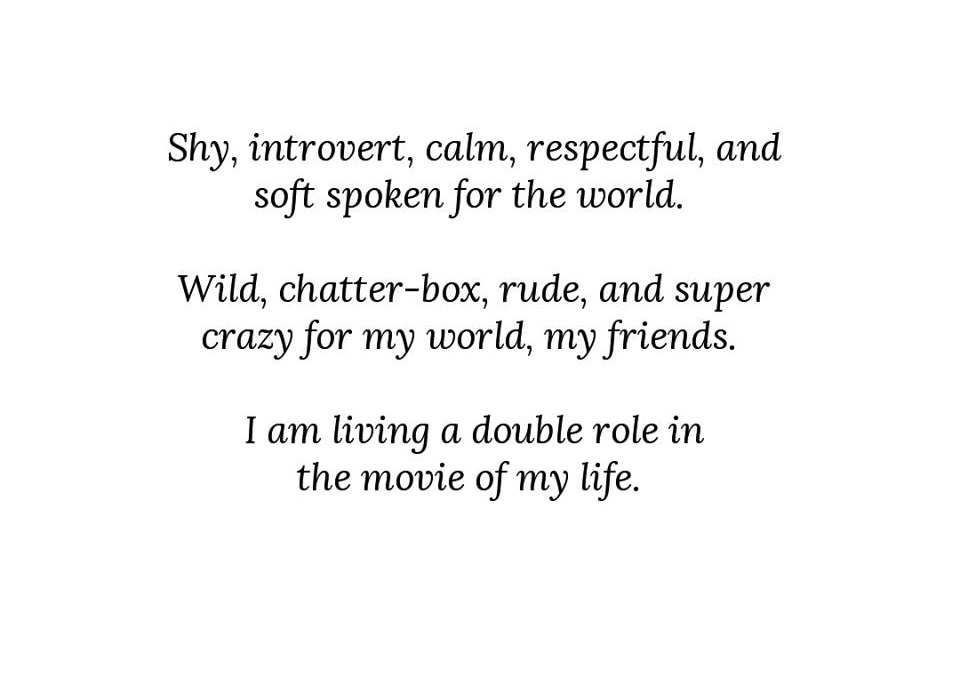 Shy, introvert, calm, respectful, and
soft spoken for the world.
Wild, chatter-box, rude, and super
crazy for my world, my friends.
I am living a double role in
the movie of my life.